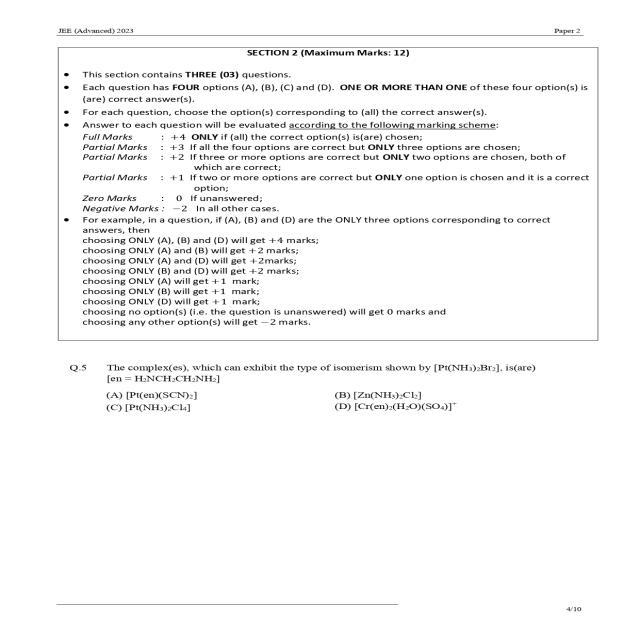 JEE (Advanced) 2023 Paper 2
SECTION 2 (Maximum Marks: 12)
• This section contains THREE (03) questions.
• Each question has FOUR options (A), (B), (C) and (D). ONE OR MORE THAN ONE of these four option(s) is
(are) correct answer(s).
• For each question, choose the option(s) corresponding to (all) the correct answer(s).
• Answer to each question will be evaluated according to the following marking scheme:
Full Marks : +4 ONLY if (all) the correct option(s) is(are) chosen;
Partial Marks : +3 If all the four options are correct but ONLY three options are chosen;
Partial Marks : +2 If three or more options are correct but ONLY two options are chosen, both of
which are correct;
Partial Marks : +1 If two or more options are correct but ONLY one option is chosen and it is a correct
option;
Zero Marks : 0 If unanswered;
Negative Marks : −2 In all other cases.
• For example, in a question, if (A), (B) and (D) are the ONLY three options corresponding to correct
answers, then
choosing ONLY (A), (B) and (D) will get +4 marks;
choosing ONLY (A) and (B) will get +2 marks;
choosing ONLY (A) and (D) will get +2marks;
choosing ONLY (B) and (D) will get +2 marks;
choosing ONLY (A) will get +1 mark;
choosing ONLY (B) will get +1 mark;
choosing ONLY (D) will get +1 mark;
choosing no option(s) (i.e. the question is unanswered) will get 0 marks and
choosing any other option(s) will get −2 marks.
Q.5 The complex(es), which can exhibit the type of isomerism shown by [Pt(NH₃)₂Br₂], is(are)
[en = H₂NCH₂CH₂NH₂]
(A) [Pt(en)(SCN)₂] (B) [Zn(NH₃)₂Cl₂]
(C) [Pt(NH₃)₂Cl₄] (D) [Cr(en)₂(H₂O)(SO₄)]⁺
4/10